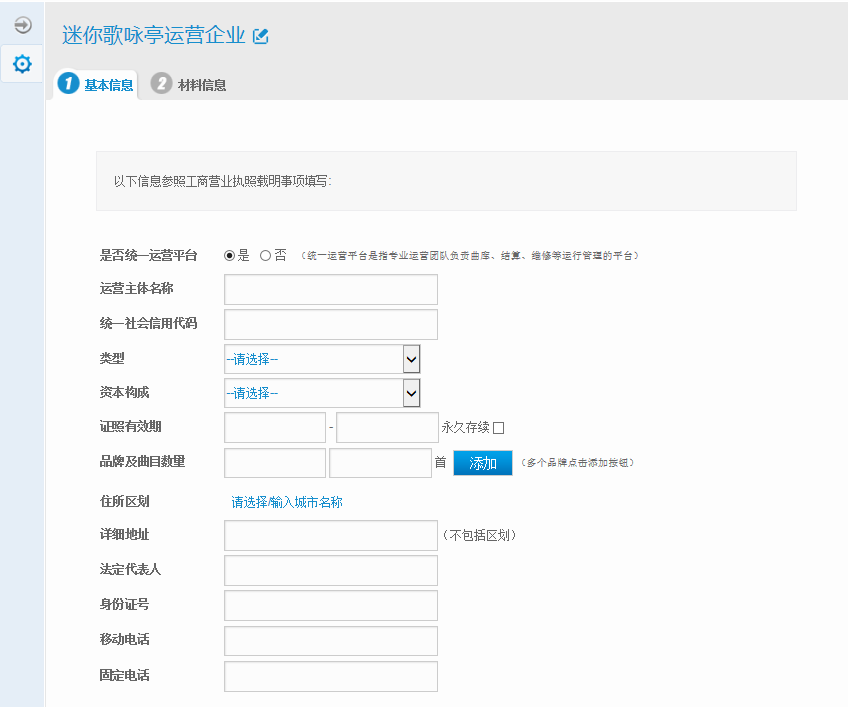 迷你歌咏亭运营企业
1 基本信息 2 材料信息
以下信息参照工商营业执照载明事项填写:
是否统一运营平台 是 否 （统一运营平台是指专业运营团队负责曲库、结算、维修等运行管理的平台）
运营主体名称
统一社会信用代码
类型 --请选择--
资本构成 --请选择--
证照有效期 - 永久存续
品牌及曲目数量 首 添加 （多个品牌点击添加按钮）
住所区划 请选择/输入城市名称
详细地址 （不包括区划）
法定代表人
身份证号
移动电话
固定电话